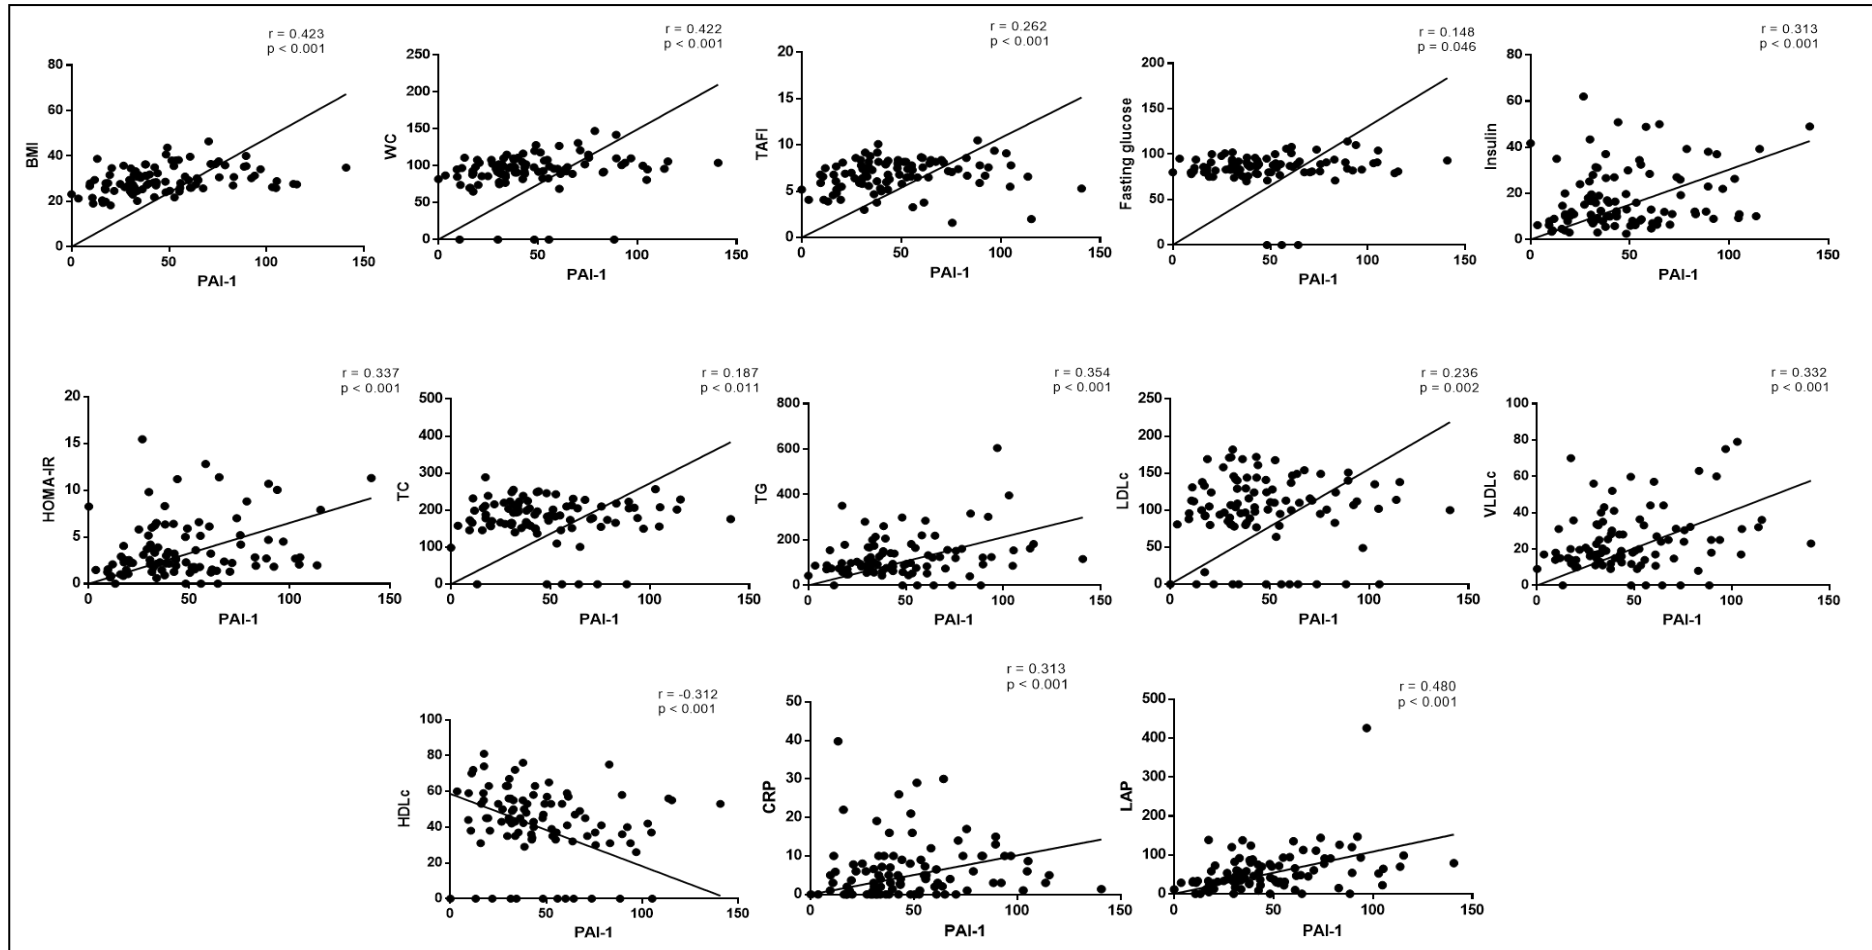 r = 0.423
p < 0.001
80
60
40
20
0
BMI
0 50 100 150
PAI-1
r = 0.422
p < 0.001
250
200
150
100
50
0
WC
0 50 100 150
PAI-1
r = 0.262
p < 0.001
20
15
10
5
0
TAFI
0 50 100 150
PAI-1
r = 0.148
p = 0.046
200
150
100
50
0
Fasting glucose
0 50 100 150
PAI-1
r = 0.313
p < 0.001
80
60
40
20
0
Insulin
0 50 100 150
PAI-1
r = 0.337
p < 0.001
20
15
10
5
0
HOMA-IR
0 50 100 150
PAI-1
r = 0.187
p < 0.011
500
400
300
200
100
0
TC
0 50 100 150
PAI-1
r = 0.354
p < 0.001
800
600
400
200
0
TG
0 50 100 150
PAI-1
r = 0.236
p = 0.002
250
200
150
100
50
0
LDLc
0 50 100 150
PAI-1
r = 0.332
p < 0.001
100
80
60
40
20
0
VLDLc
0 50 100 150
PAI-1
r = -0.312
p < 0.001
100
80
60
40
20
0
HDLc
0 50 100 150
PAI-1
r = 0.313
p < 0.001
50
40
30
20
10
0
CRP
0 50 100 150
PAI-1
r = 0.480
p < 0.001
500
400
300
200
100
0
LAP
0 50 100 150
PAI-1